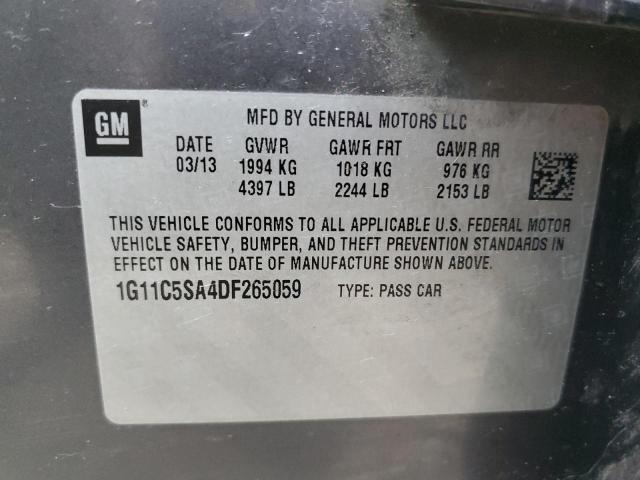 GM
MFD BY GENERAL MOTORS LLC
DATE GVWR GAWR FRT GAWR RR
03/13 1994 KG 1018 KG 976 KG
4397 LB 2244 LB 2153 LB
THIS VEHICLE CONFORMS TO ALL APPLICABLE U.S. FEDERAL MOTOR
VEHICLE SAFETY, BUMPER, AND THEFT PREVENTION STANDARDS IN
EFFECT ON THE DATE OF MANUFACTURE SHOWN ABOVE.
1G11C5SA4DF265059 TYPE: PASS CAR